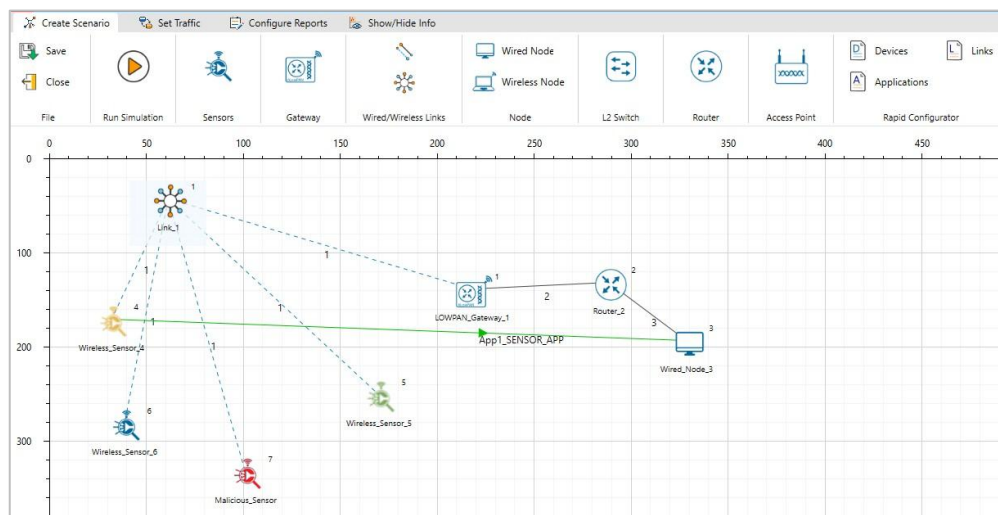 Create Scenario Set Traffic Configure Reports Show/Hide Info
Save
Close
Wired Node
Wireless Node
Devices Links
Applications
File Run Simulation Sensors Gateway Wired/Wireless Links Node L2 Switch Router Access Point Rapid Configurator
0 50 100 150 200 250 300 350 400 450
0
1
Link_1
100
1
1
1
2
LOWPAN_Gateway_1
2
Router_2
1
4
1
1
3
3
App1_SENSOR_APP
Wireless_Sensor_4
200
1
Wired_Node_3
5
Wireless_Sensor_5
6
Wireless_Sensor_6
300
7
Malicious_Sensor